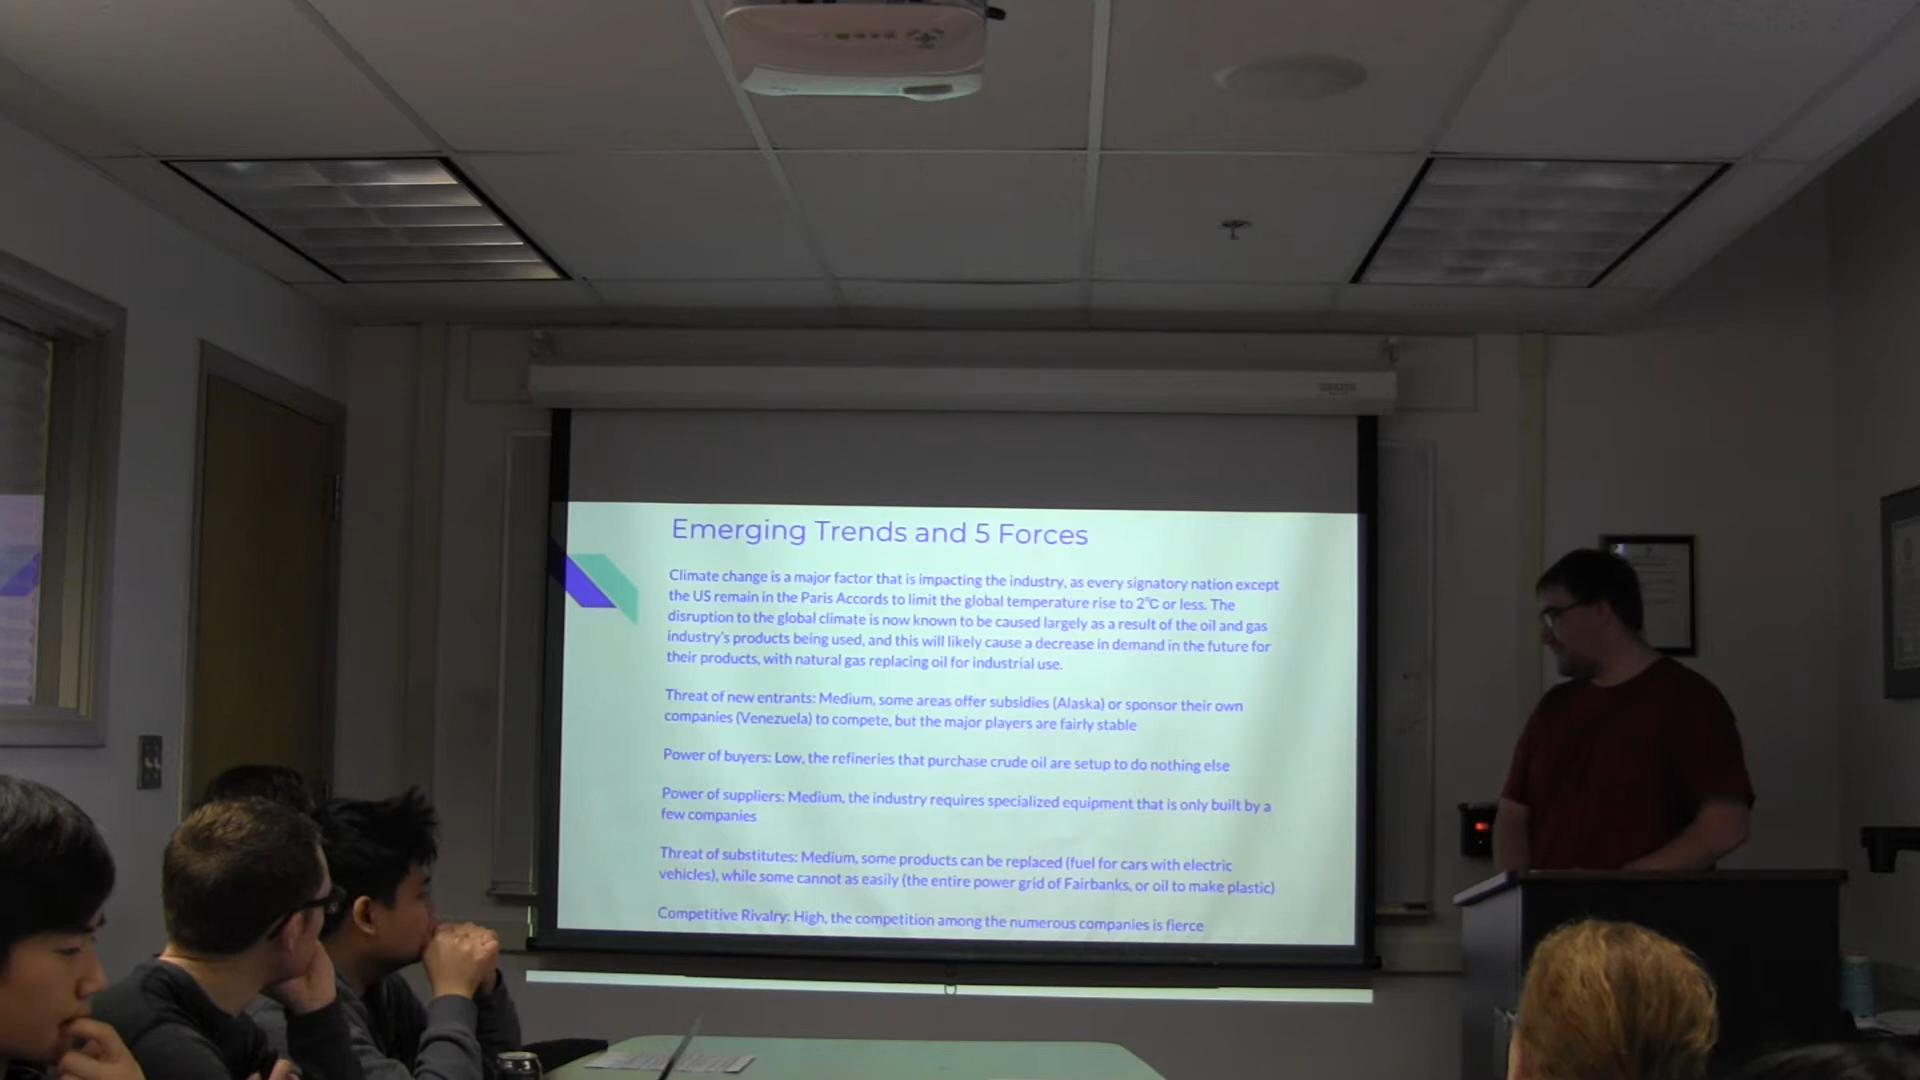 Emerging Trends and 5 Forces
Climate change is a major factor that is impacting the industry, as every signatory nation except
the US remain in the Paris Accords to limit the global temperature rise to 2°C or less. The
disruption to the global climate is now known to be caused largely as a result of the oil and gas
industry's products being used, and this will likely cause a decrease in demand in the future for
their products, with natural gas replacing oil for industrial use.
Threat of new entrants: Medium, some areas offer subsidies (Alaska) or sponsor their own
companies (Venezuela) to compete, but the major players are fairly stable
Power of buyers: Low, the refineries that purchase crude oil are setup to do nothing else
Power of suppliers: Medium, the industry requires specialized equipment that is only built by a
few companies
Threat of substitutes: Medium, some products can be replaced (fuel for cars with electric
vehicles), while some cannot as easily (the entire power grid of Fairbanks, or oil to make plastic)
Competitive Rivalry: High, the competition among the numerous companies is fierce